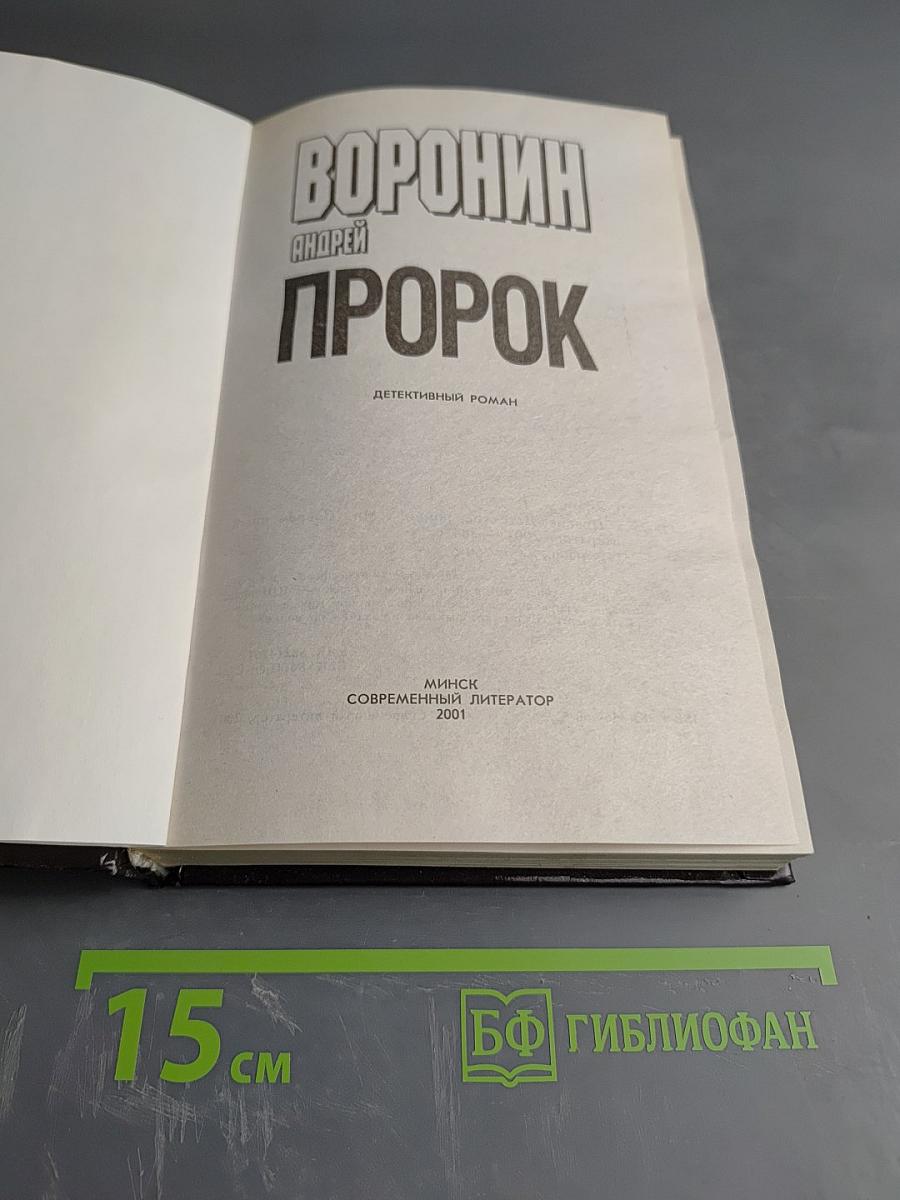 ВОРОНИН
АНДРЕЙ
ПРОРОК
ДЕТЕКТИВНЫЙ РОМАН
МИНСК
СОВРЕМЕННЫЙ ЛИТЕРАТОР
2001
15 см
БФ ГИБЛИОФАН